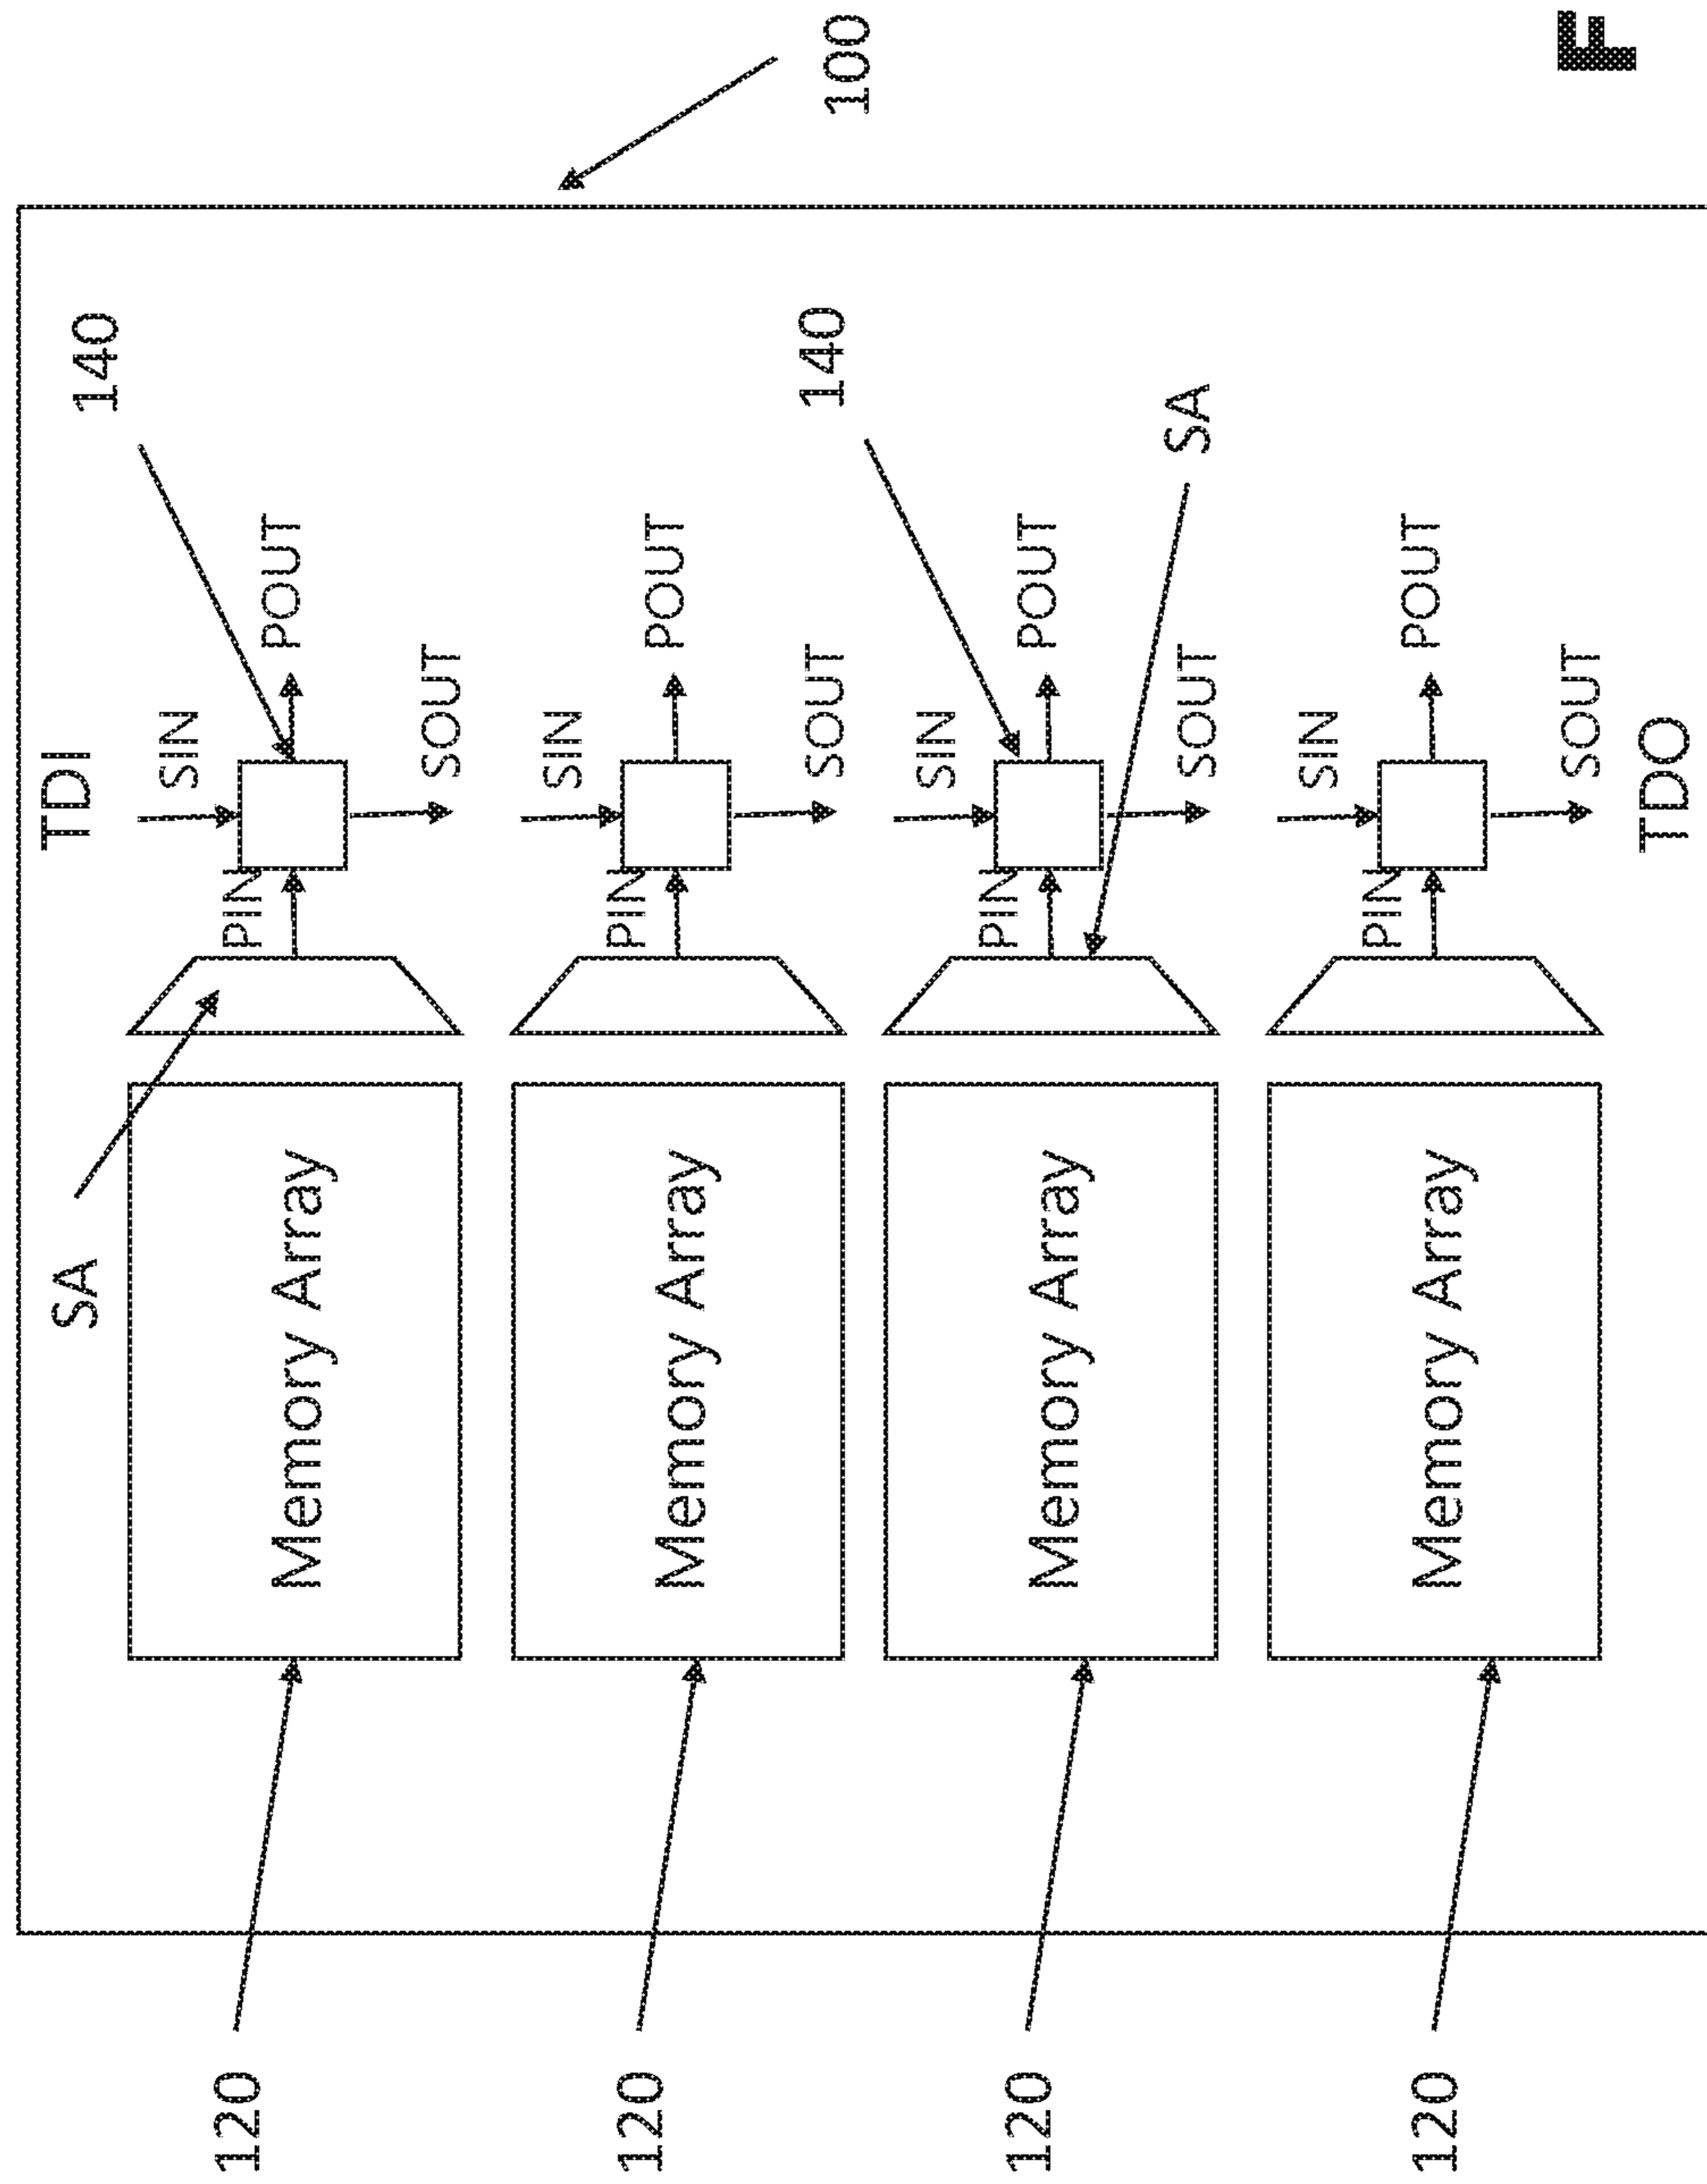 SA
TDI
140
SIN
120
Memory Array
PIN
POUT
SOUT
SIN
120
Memory Array
PIN
POUT
SOUT
140
100
SIN
120
Memory Array
PIN
POUT
SA
SOUT
SIN
120
Memory Array
PIN
POUT
SOUT
TDO
F